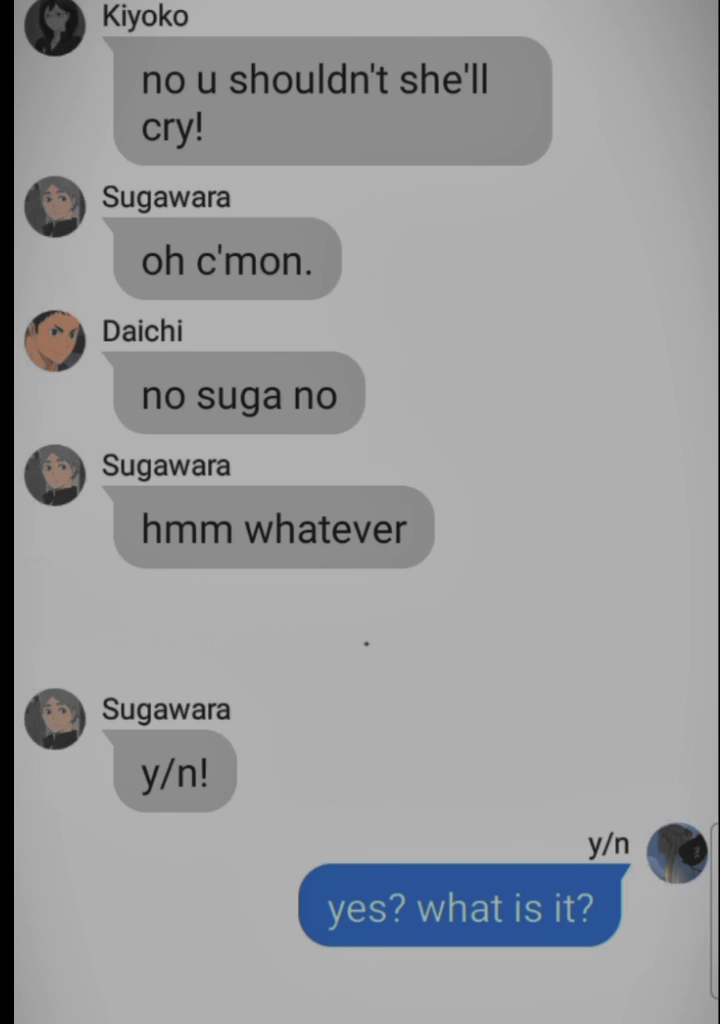 Kiyoko
no u shouldn't she'll
cry!
Sugawara
oh c'mon.
Daichi
no suga no
Sugawara
hmm whatever
Sugawara
y/n!
y/n
yes? what is it?